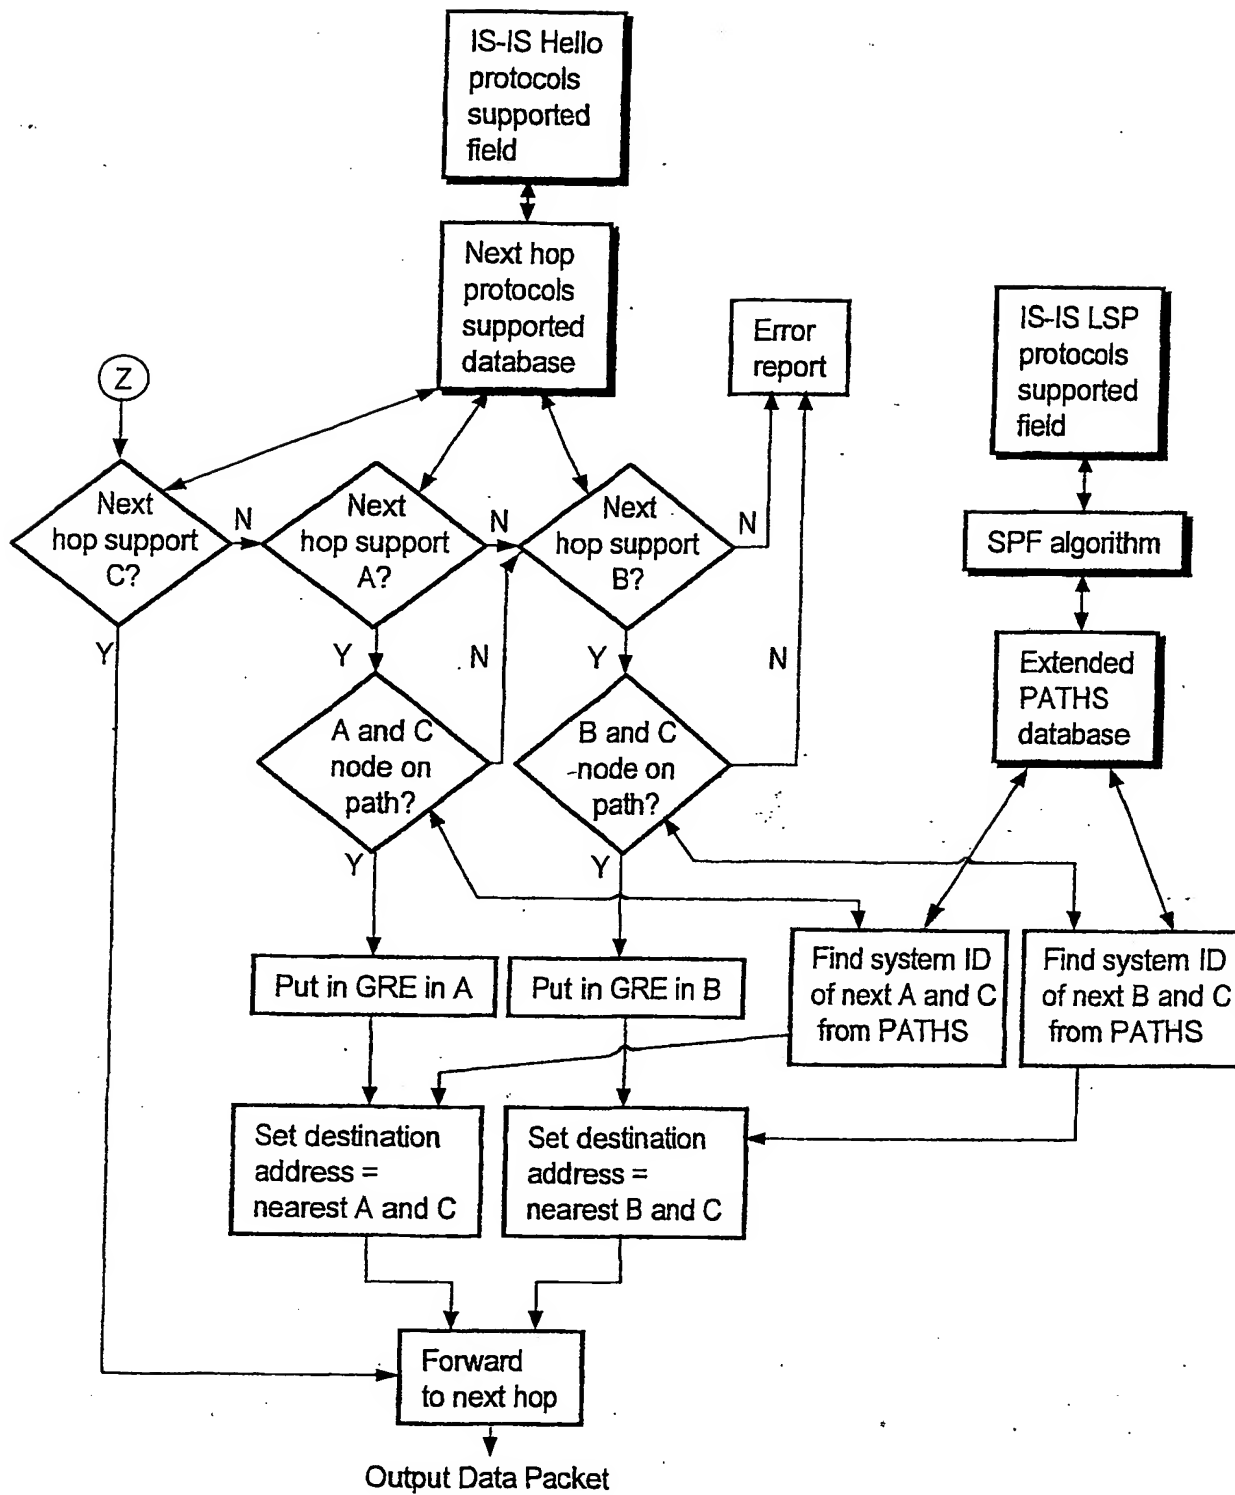 IS-IS Hello
protocols
supported
field
Next hop
protocols
supported
database
Error
report
IS-IS LSP
protocols
supported
field
Z
Next
hop support
C?
N
Next
hop support
A?
N
Next
hop support
B?
N
SPF algorithm
Y
Y
N
Y
N
Extended
PATHS
database
A and C
node on
path?
B and C
node on
path?
Y
Y
Put in GRE in A
Put in GRE in B
Find system ID
of next A and C
from PATHS
Find system ID
of next B and C
from PATHS
Set destination
address =
nearest A and C
Set destination
address =
nearest B and C
Forward
to next hop
Output Data Packet